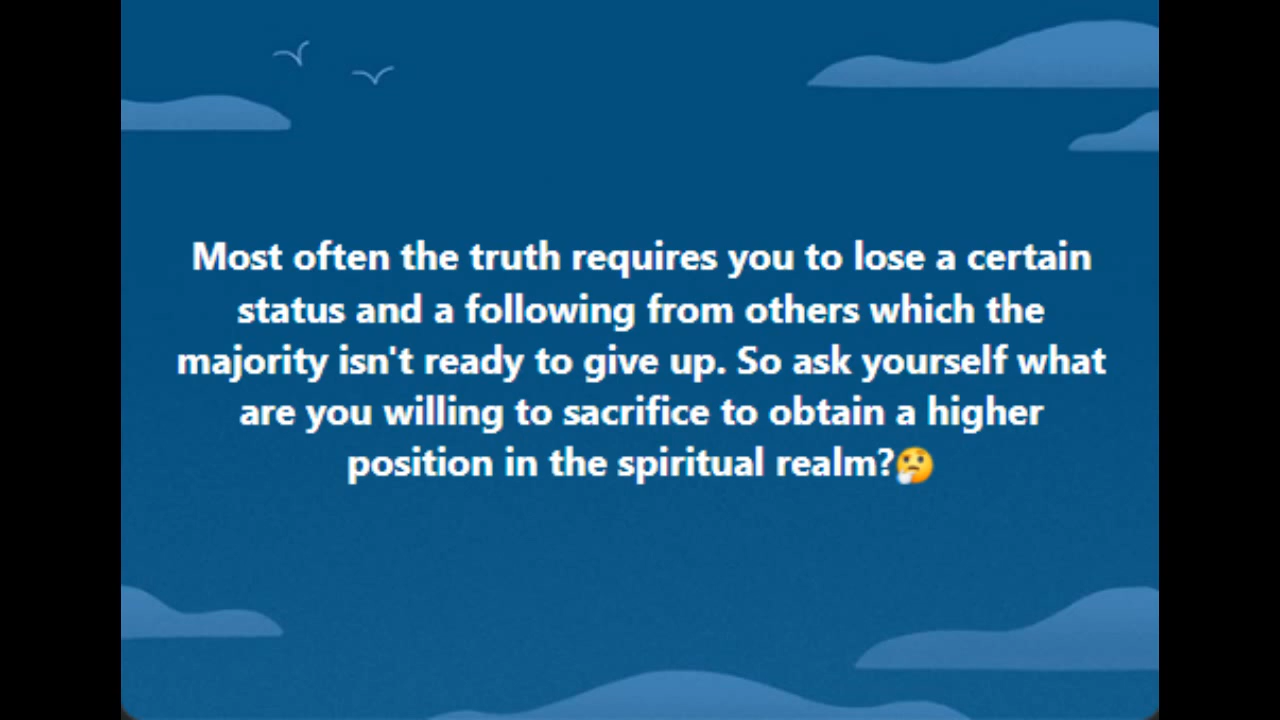 Most often the truth requires you to lose a certain
status and a following from others which the
majority isn't ready to give up. So ask yourself what
are you willing to sacrifice to obtain a higher
position in the spiritual realm?🤔